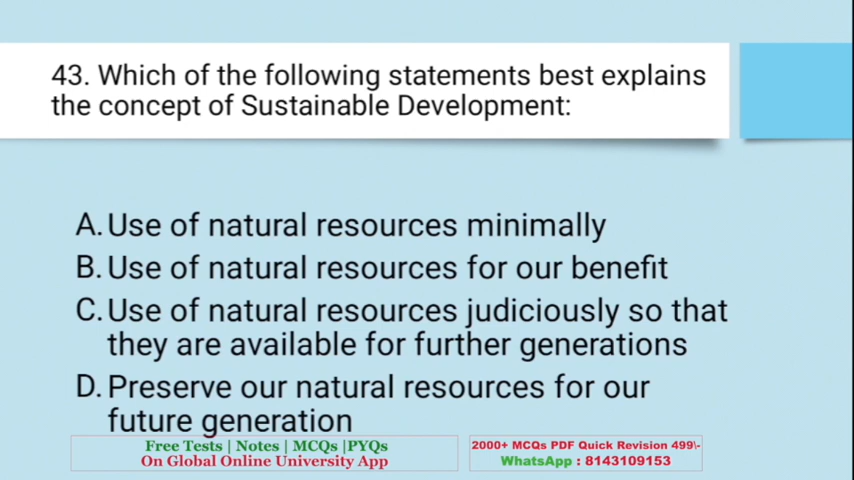 43. Which of the following statements best explains
the concept of Sustainable Development:
A. Use of natural resources minimally
B. Use of natural resources for our benefit
C. Use of natural resources judiciously so that
they are available for further generations
D. Preserve our natural resources for our
future generation
Free Tests | Notes | MCQs |PYQs
On Global Online University App
2000+ MCQs PDF Quick Revision 499\-
WhatsApp : 8143109153